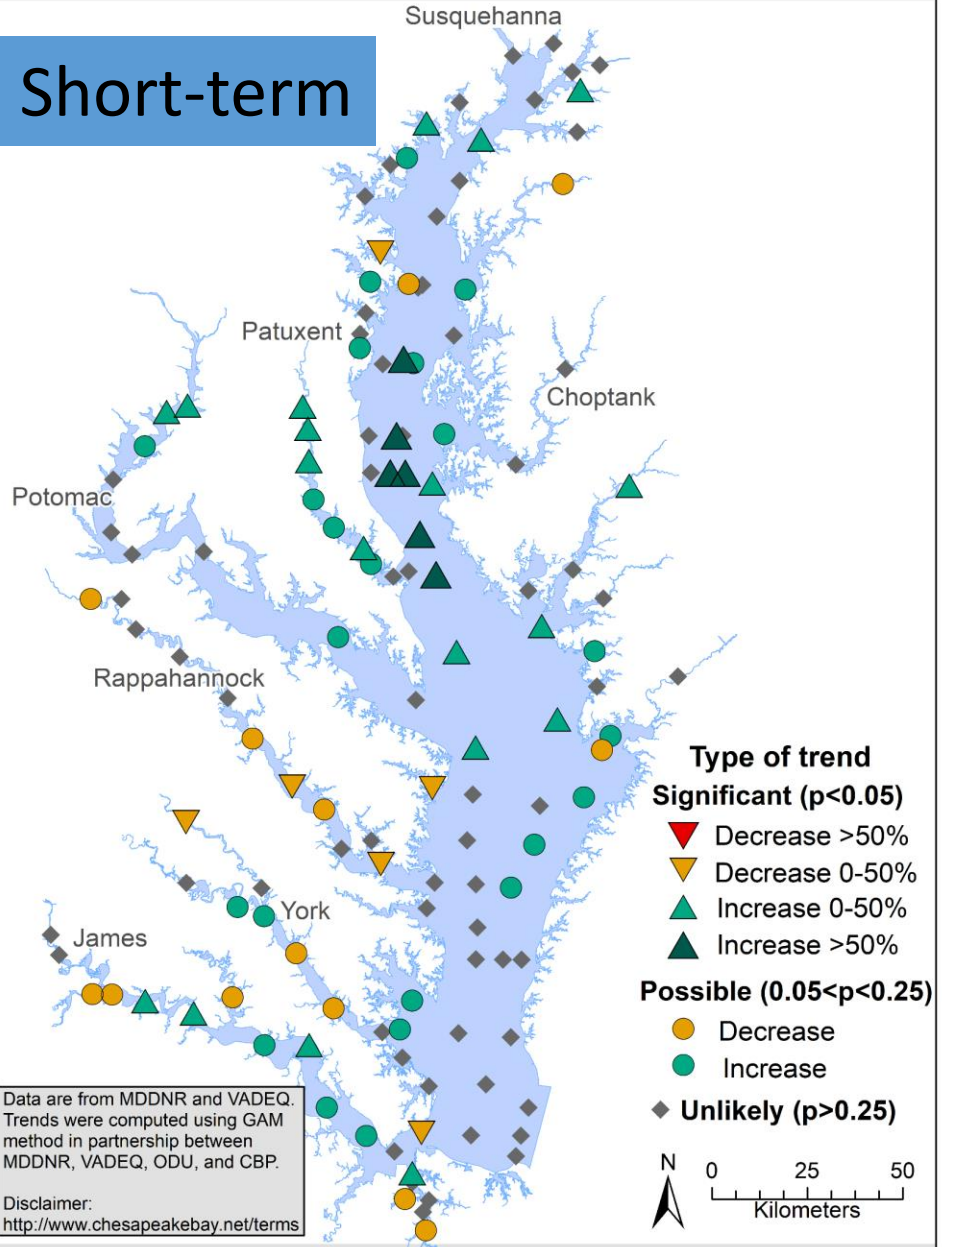 Susquehanna
Short-term
Patuxent
Choptank
Potomac
Rappahannock
York
James
Type of trend
Significant (p<0.05)
Decrease >50%
Decrease 0-50%
Increase 0-50%
Increase >50%
Possible (0.05<p<0.25)
Decrease
Increase
Unlikely (p>0.25)
N
0 25 50
Kilometers
Data are from MDDNR and VADEQ.
Trends were computed using GAM
method in partnership between
MDDNR, VADEQ, ODU, and CBP.
Disclaimer:
http://www.chesapeakebay.net/terms